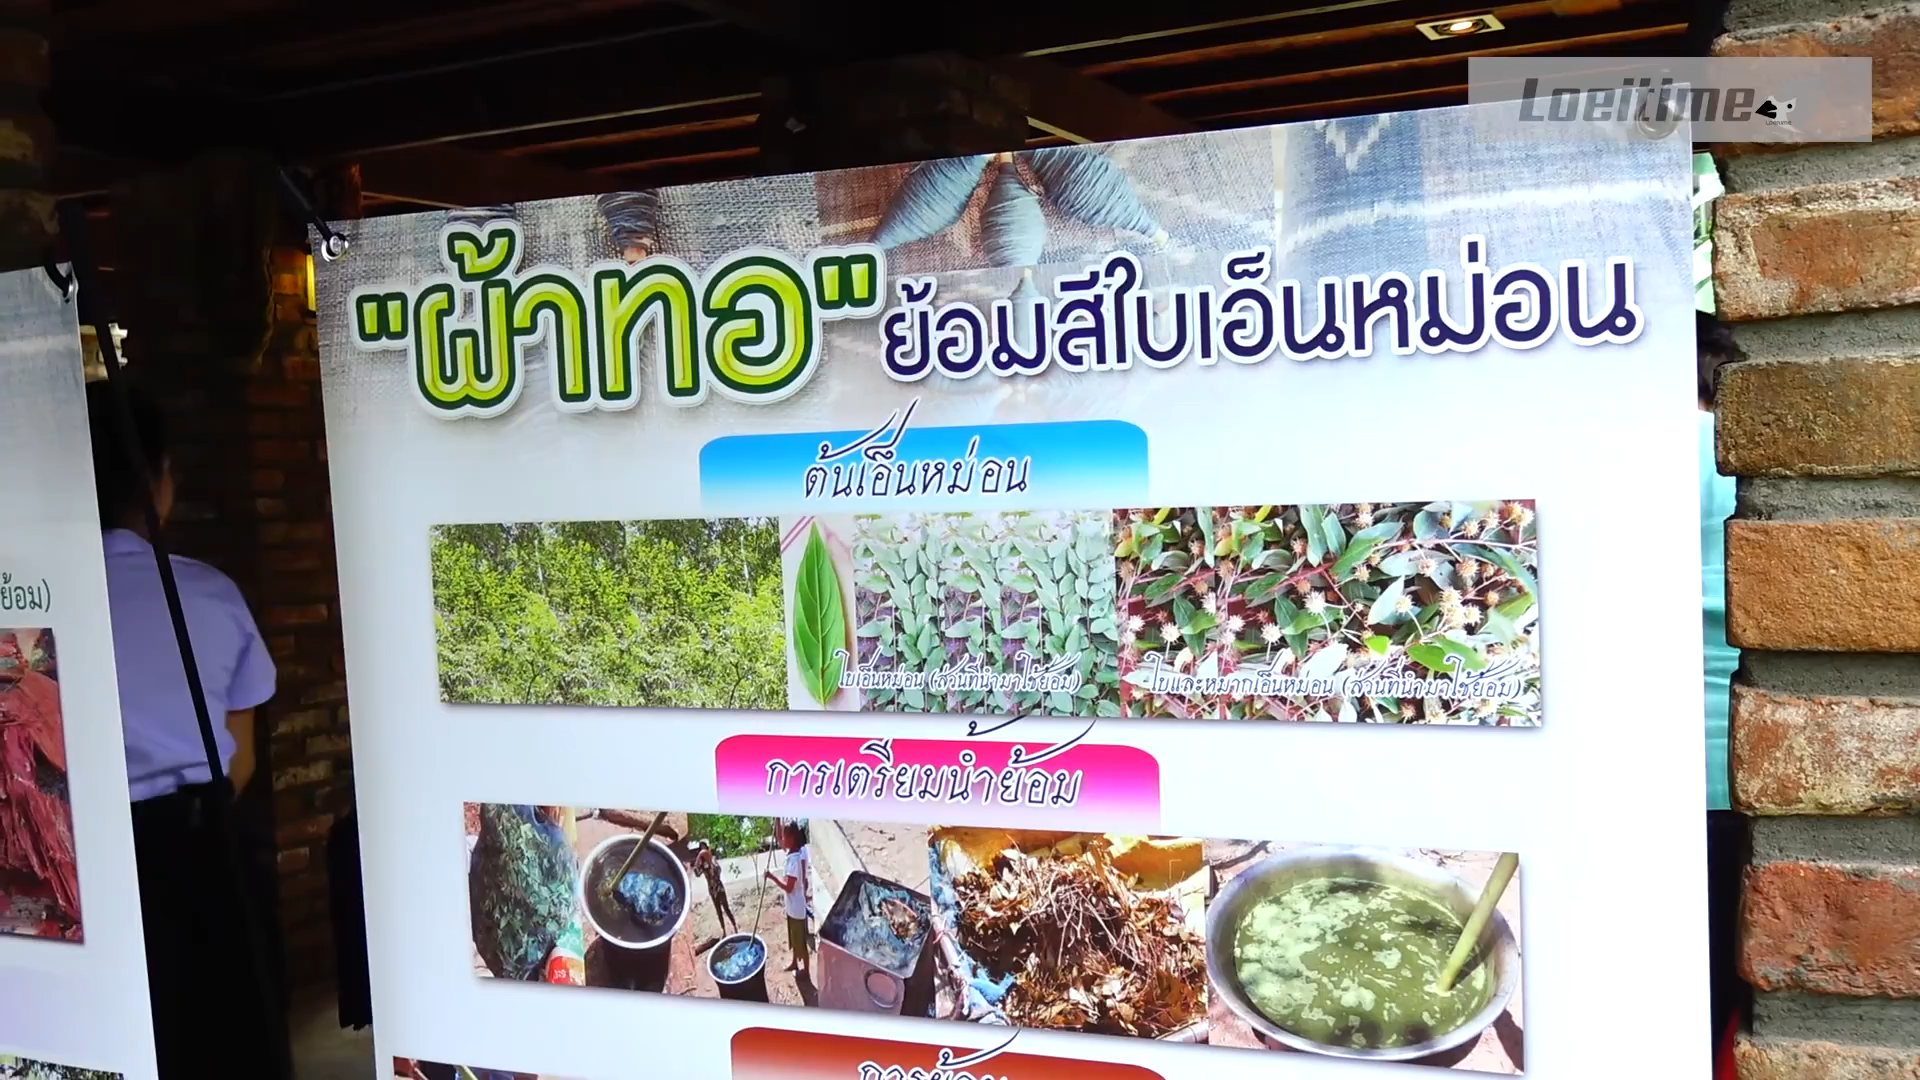 Loeitime
"ผ้าทอ" ย้อมสีใบเอ็นหม่อน
ต้นเอ็นหม่อน
ย้อม)
ใบเอ็นหม่อน (ส่วนที่นำมาใช้ย้อม)
ใบและหมากเอ็นหม่อน (ส่วนที่นำมาใช้ย้อม)
การเตรียมน้ำย้อม